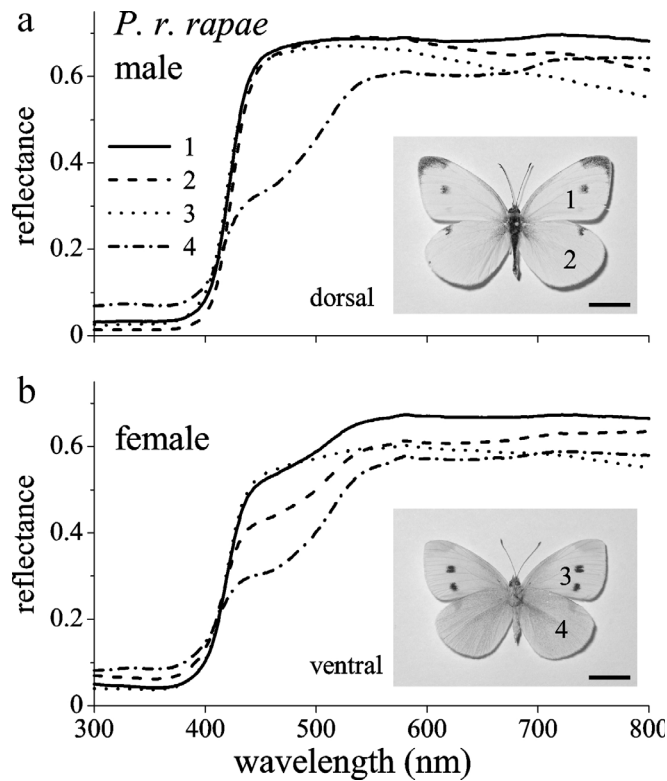 a
P. r. rapae
male
0.6
0.4
0.2
0
reflectance
1
2
3
4
1
2
dorsal
b
female
0.6
0.4
0.2
0
reflectance
3
4
ventral
300 400 500 600 700 800
wavelength (nm)